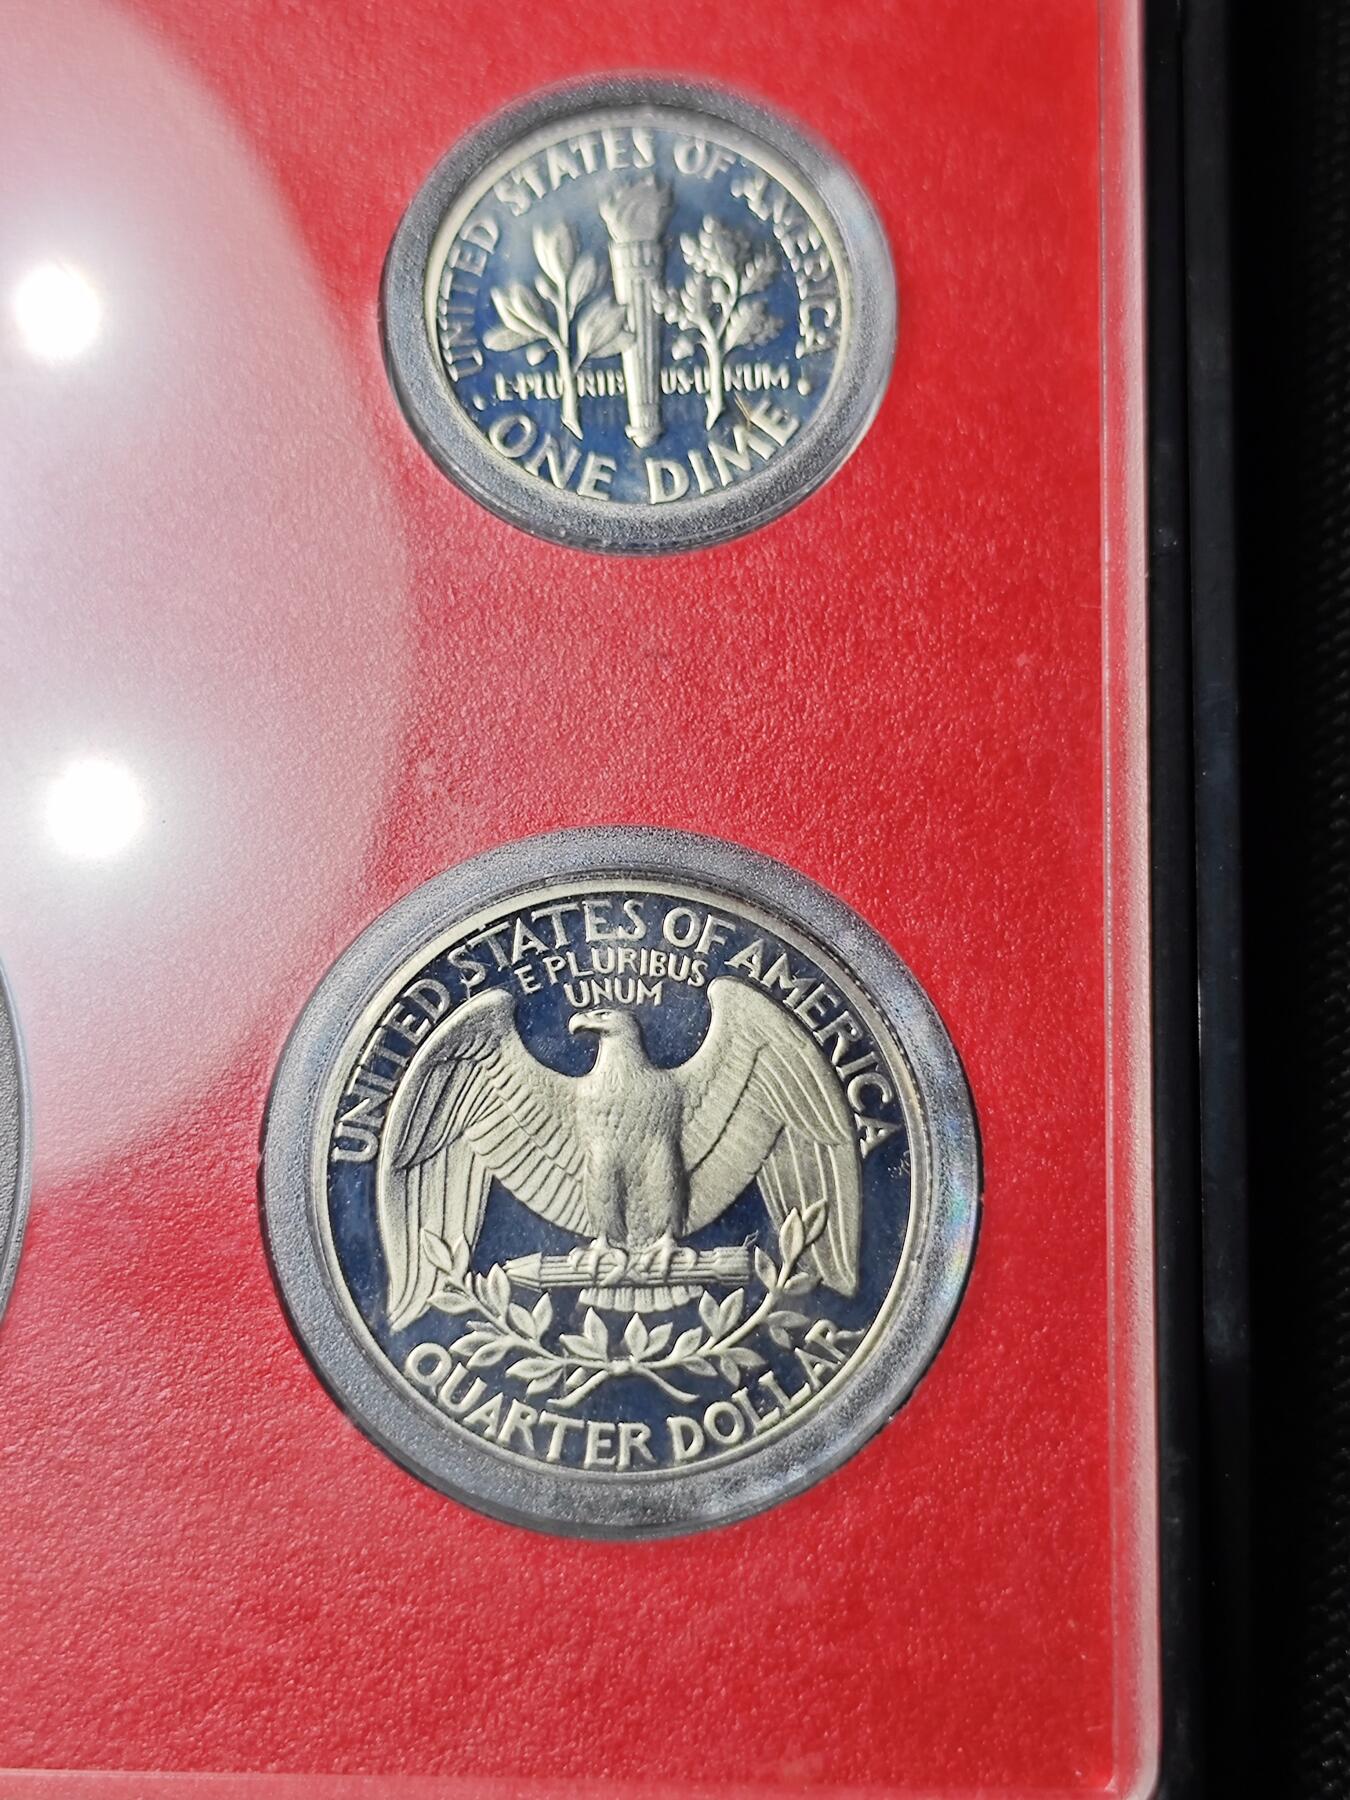 UNITED STATES OF AMERICA
E·PLURIBUS·UNUM
ONE DIME
UNITED STATES OF AMERICA
E PLURIBUS
UNUM
QUARTER DOLLAR